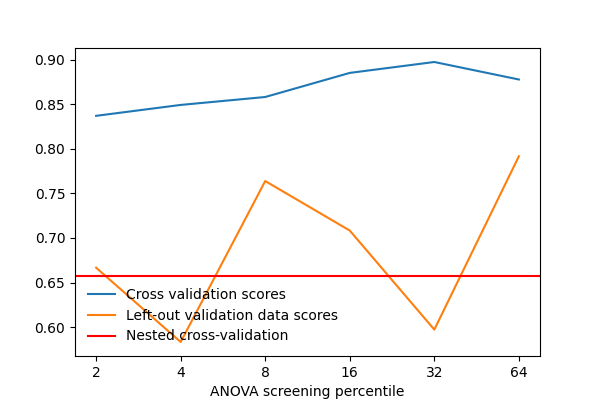 0.90
0.85
0.80
0.75
0.70
0.65
0.60
Cross validation scores
Left-out validation data scores
Nested cross-validation
2 4 8 16 32 64
ANOVA screening percentile